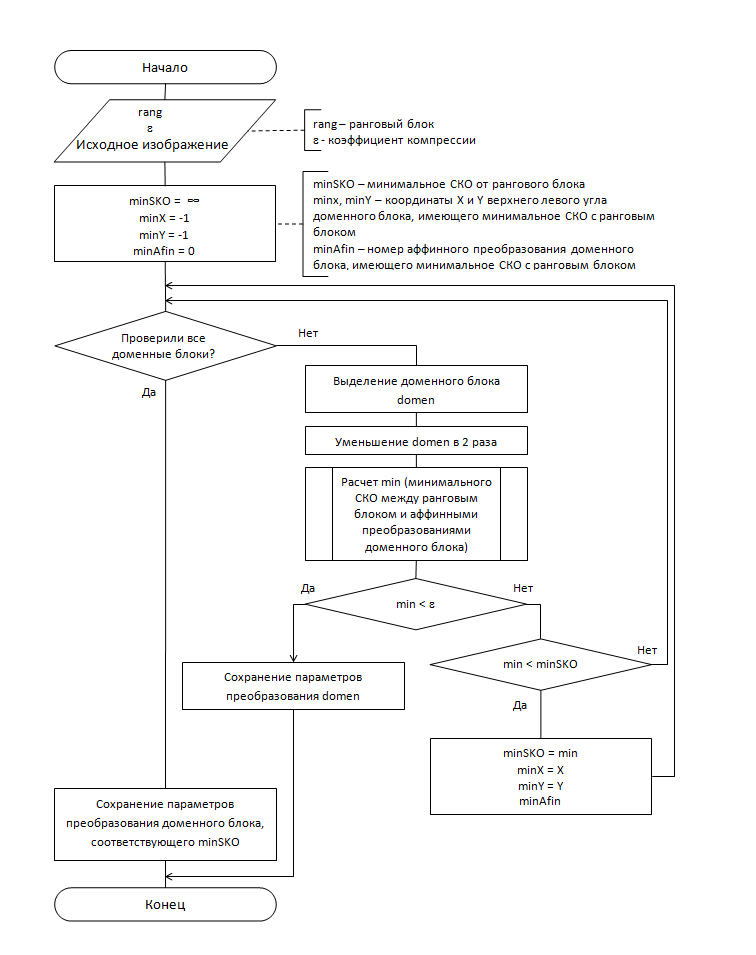 Начало
rang
ε
Исходное изображение
rang – ранговый блок
ε - коэффициент компрессии
minSKO = ∞
minX = -1
minY = -1
minAfin = 0
minSKO – минимальное СКО от рангового блока
minx, minY – координаты X и Y верхнего левого угла
доменного блока, имеющего минимальное СКО с ранговым
блоком
minAfin – номер аффинного преобразования доменного
блока, имеющего минимальное СКО с ранговым блоком
Проверили все
доменные блоки?
Нет
Да
Выделение доменного блока
domen
Уменьшение domen в 2 раза
Расчет min (минимального
СКО между ранговым
блоком и аффинными
преобразованиями
доменного блока)
Да
Нет
min < ε
Нет
min < minSKO
Да
Сохранение параметров
преобразования domen
minSKO = min
minX = X
minY = Y
minAfin
Сохранение параметров
преобразования доменного блока,
соответствующего minSKO
Конец